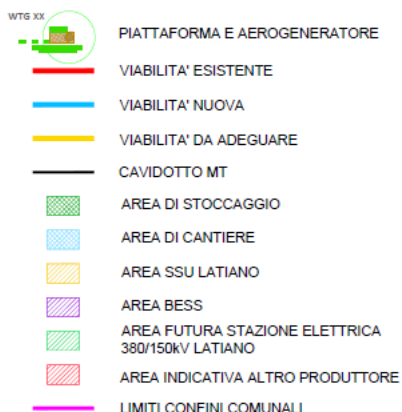 WTG XX
PIATTAFORMA E AEROGENERATORE
VIABILITA' ESISTENTE
VIABILITA' NUOVA
VIABILITA' DA ADEGUARE
CAVIDOTTO MT
AREA DI STOCCAGGIO
AREA DI CANTIERE
AREA SSU LATIANO
AREA BESS
AREA FUTURA STAZIONE ELETTRICA
380/150kV LATIANO
AREA INDICATIVA ALTRO PRODUTTORE
LIMITI CONFINI COMUNALI